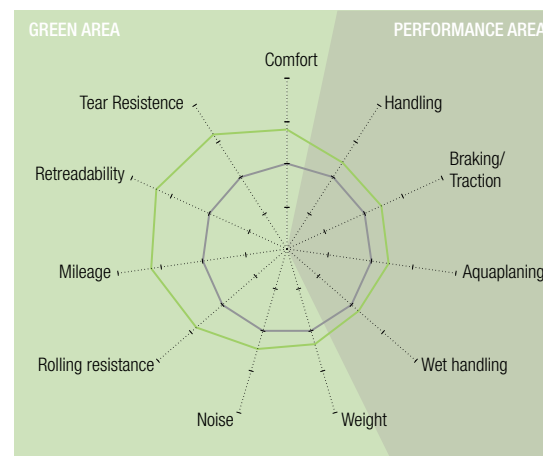 GREEN AREA
PERFORMANCE AREA
Comfort
Tear Resistence
Handling
Retreadability
Braking/
Traction
Mileage
Aquaplaning
Rolling resistance
Wet handling
Noise
Weight